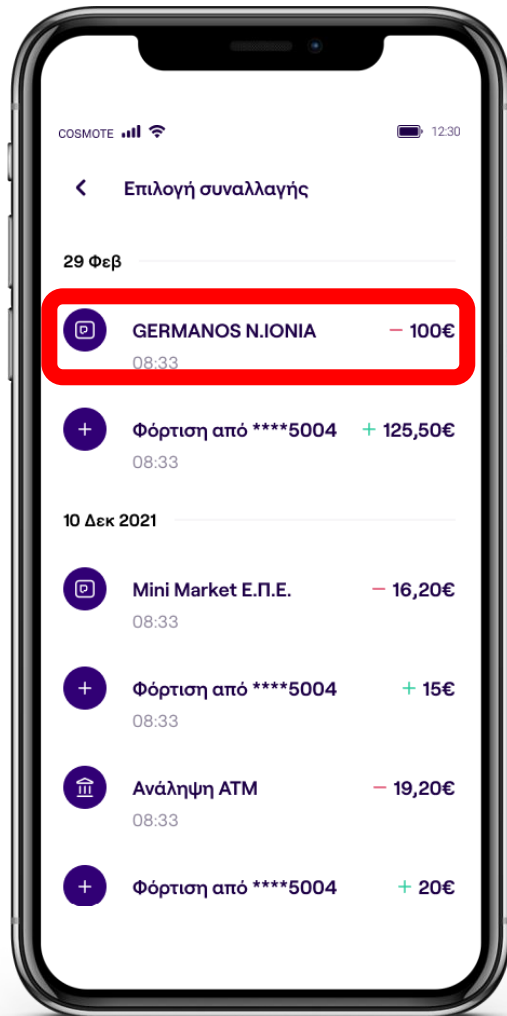 COSMOTE 12:30
Επιλογή συναλλαγής
29 Φεβ
GERMANOS N.IONIA − 100€
08:33
Φόρτιση από ****5004 + 125,50€
08:33
10 Δεκ 2021
Mini Market Ε.Π.Ε. − 16,20€
08:33
Φόρτιση από ****5004 + 15€
08:33
Ανάληψη ΑΤΜ − 19,20€
08:33
Φόρτιση από ****5004 + 20€